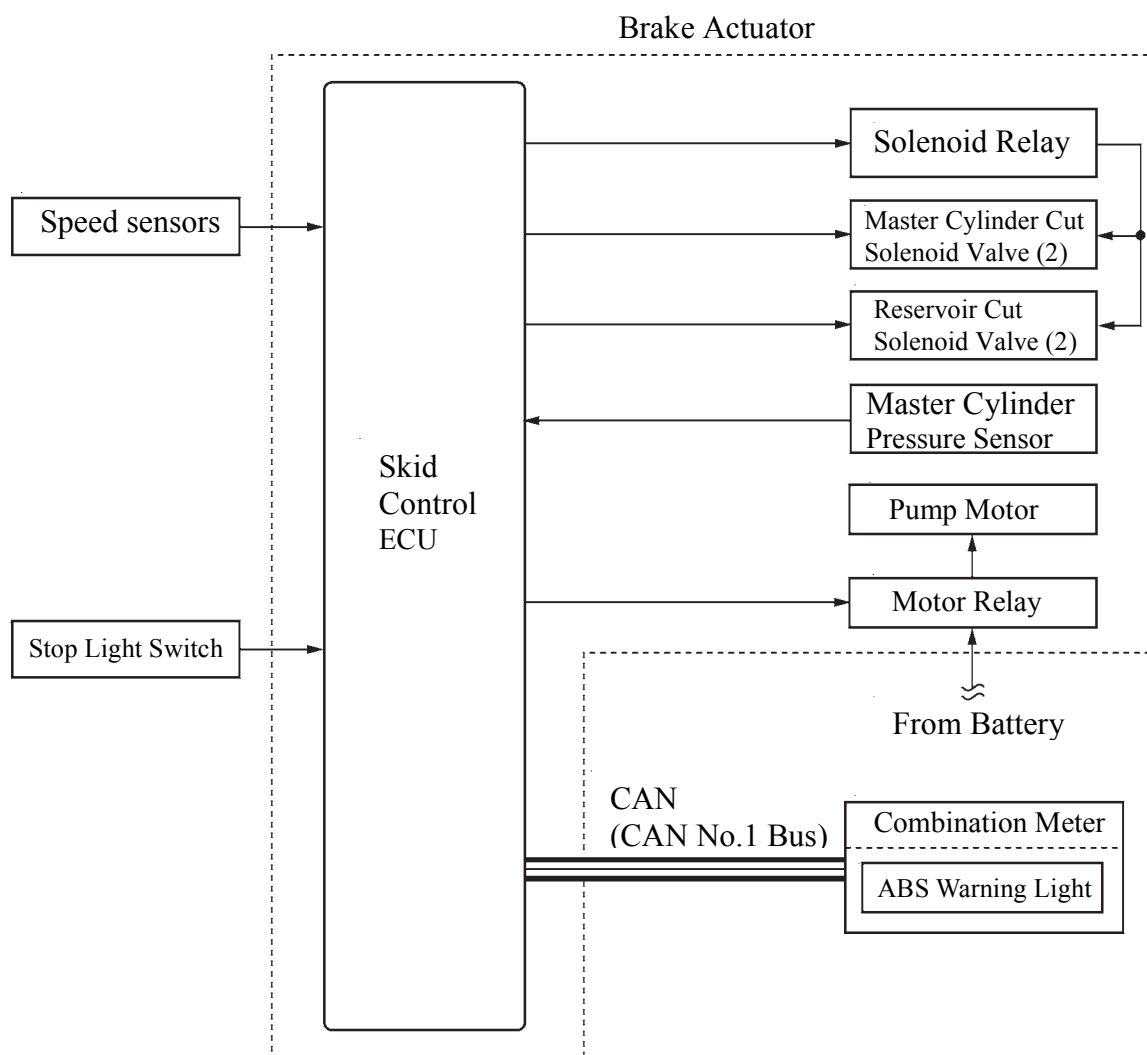 Brake Actuator
Solenoid Relay
Speed sensors
Master Cylinder Cut
Solenoid Valve (2)
Reservoir Cut
Solenoid Valve (2)
Master Cylinder
Pressure Sensor
Skid
Control
ECU
Pump Motor
Motor Relay
Stop Light Switch
From Battery
CAN
(CAN No.1 Bus)
Combination Meter
ABS Warning Light